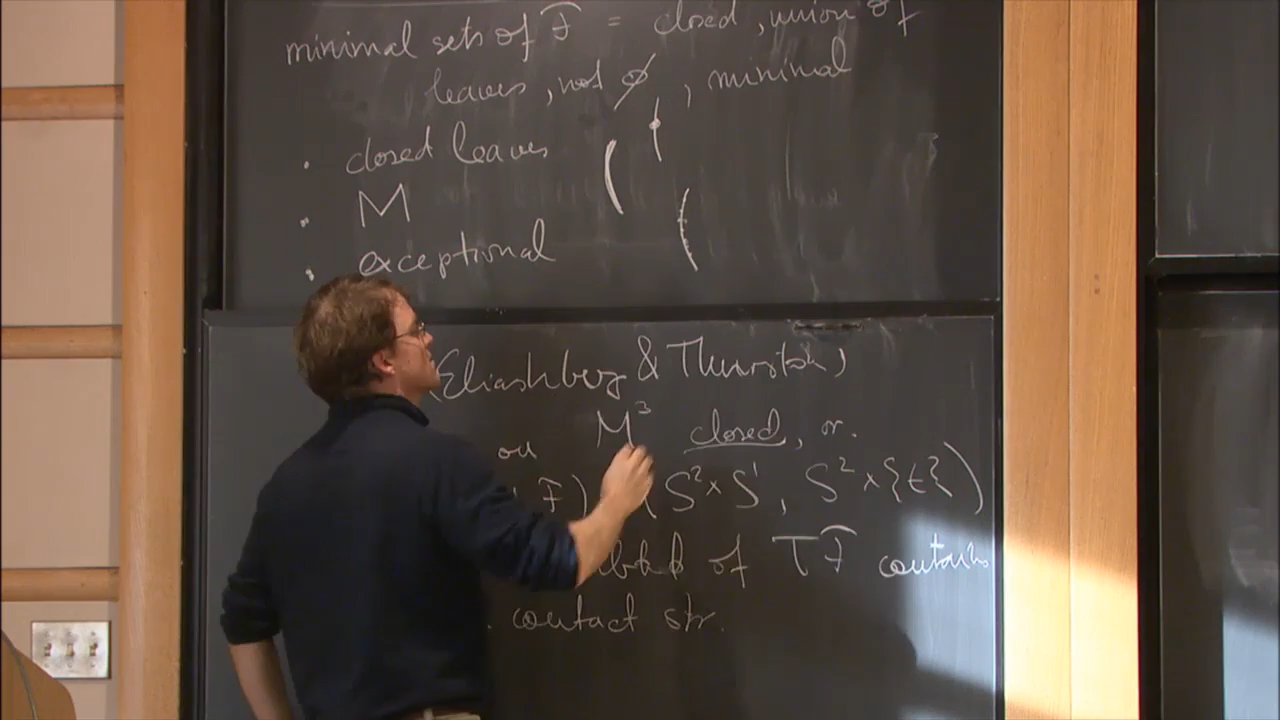 minimal sets of F = closed, union of
leaves, not ∅, minimal
· closed leaves
· M
· exceptional
(Eliashberg & Thurston)
on M³ closed, or.
F) (S²×S¹, S²×{t})
of TF contains
contact str.